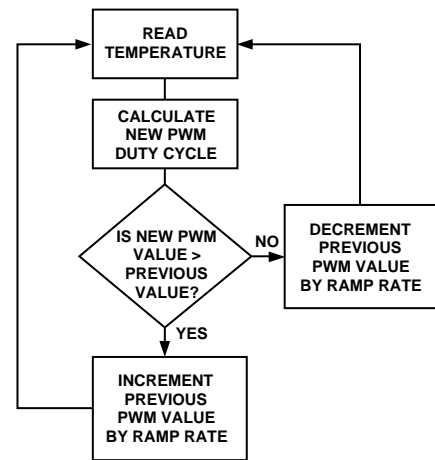 READ
TEMPERATURE
CALCULATE
NEW PWM
DUTY CYCLE
IS NEW PWM
VALUE >
PREVIOUS
VALUE?
NO
DECREMENT
PREVIOUS
PWM VALUE
BY RAMP RATE
YES
INCREMENT
PREVIOUS
PWM VALUE
BY RAMP RATE